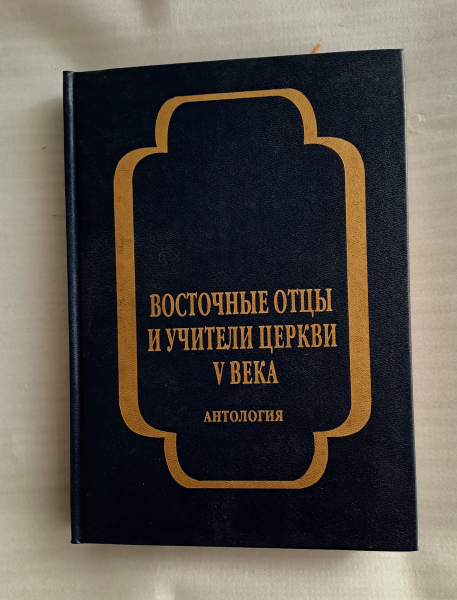 ВОСТОЧНЫЕ ОТЦЫ
И УЧИТЕЛИ ЦЕРКВИ
V ВЕКА
АНТОЛОГИЯ